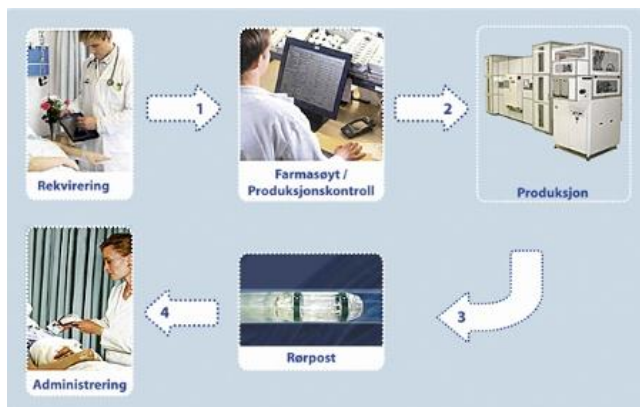 Rekvirering
1
Farmasøyt /
Produksjonskontroll
2
Produksjon
3
Rørpost
4
Administrering